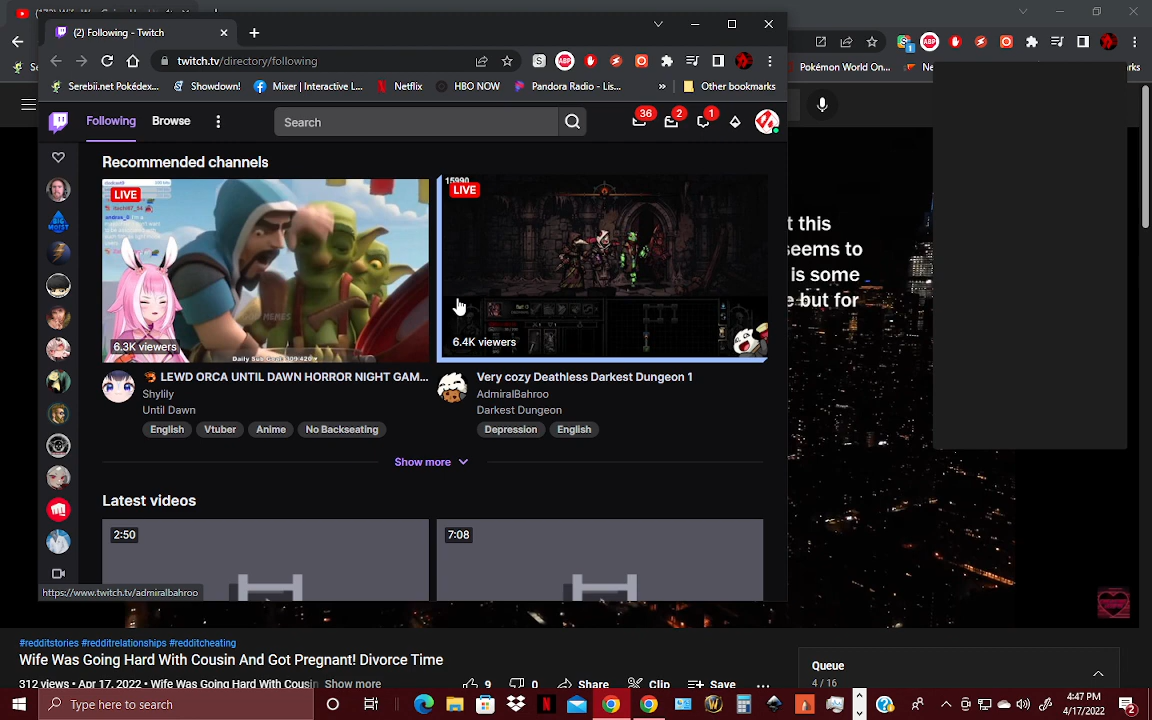 (2) Following - Twitch
twitch.tv/directory/following
Serebii.net Pokédex...
Showdown!
Mixer | Interactive L...
Netflix
HBO NOW
Pandora Radio - Lis...
»
Other bookmarks
Pokémon World On...
Following
Browse
Search
36
2
1
Recommended channels
LIVE
6.3K viewers
15990
LIVE
6.4K viewers
LEWD ORCA UNTIL DAWN HORROR NIGHT GAM...
Shylily
Until Dawn
English
Vtuber
Anime
No Backseating
Very cozy Deathless Darkest Dungeon 1
AdmiralBahroo
Darkest Dungeon
Depression
English
Show more
Latest videos
2:50
7:08
https://www.twitch.tv/admiralbahroo
BIG
MOIST
t this
seems to
is some
e but for
#redditstories #redditrelationships #redditcheating
Wife Was Going Hard With Cousin And Got Pregnant! Divorce Time
312 views • Apr 17, 2022 • Wife Was Going Hard With Cousin
Show more
9
0
Share
Clip
Save
Queue
4 / 16
Type here to search
4:47 PM
4/17/2022
2